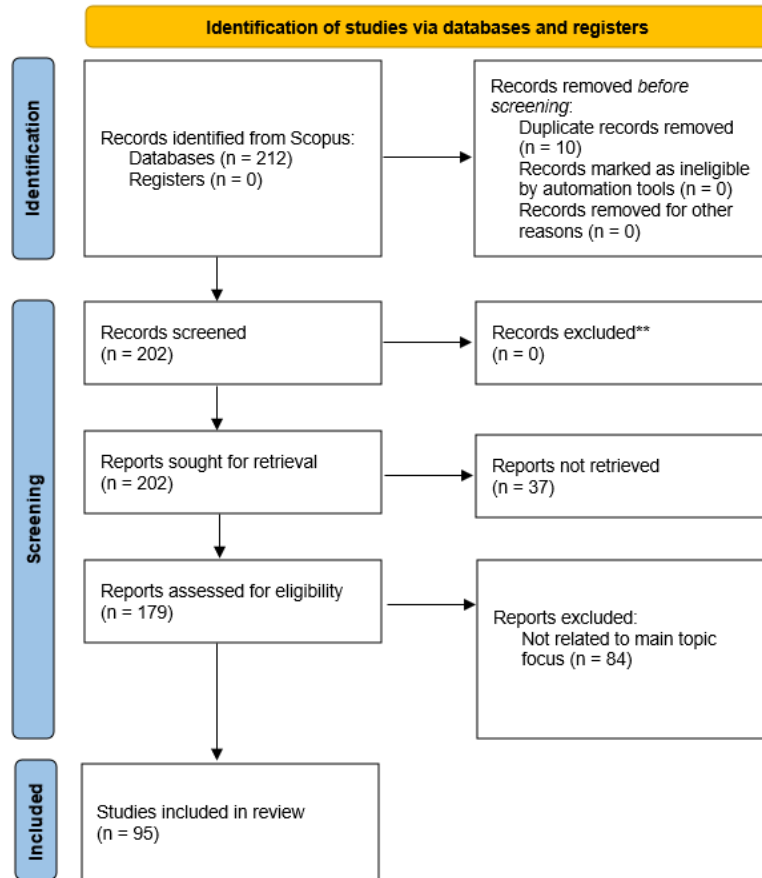 Identification of studies via databases and registers
Identification
Records identified from Scopus:
Databases (n = 212)
Registers (n = 0)
Records removed before
screening:
Duplicate records removed
(n = 10)
Records marked as ineligible
by automation tools (n = 0)
Records removed for other
reasons (n = 0)
Screening
Records screened
(n = 202)
Records excluded**
(n = 0)
Reports sought for retrieval
(n = 202)
Reports not retrieved
(n = 37)
Reports assessed for eligibility
(n = 179)
Reports excluded:
Not related to main topic
focus (n = 84)
Included
Studies included in review
(n = 95)